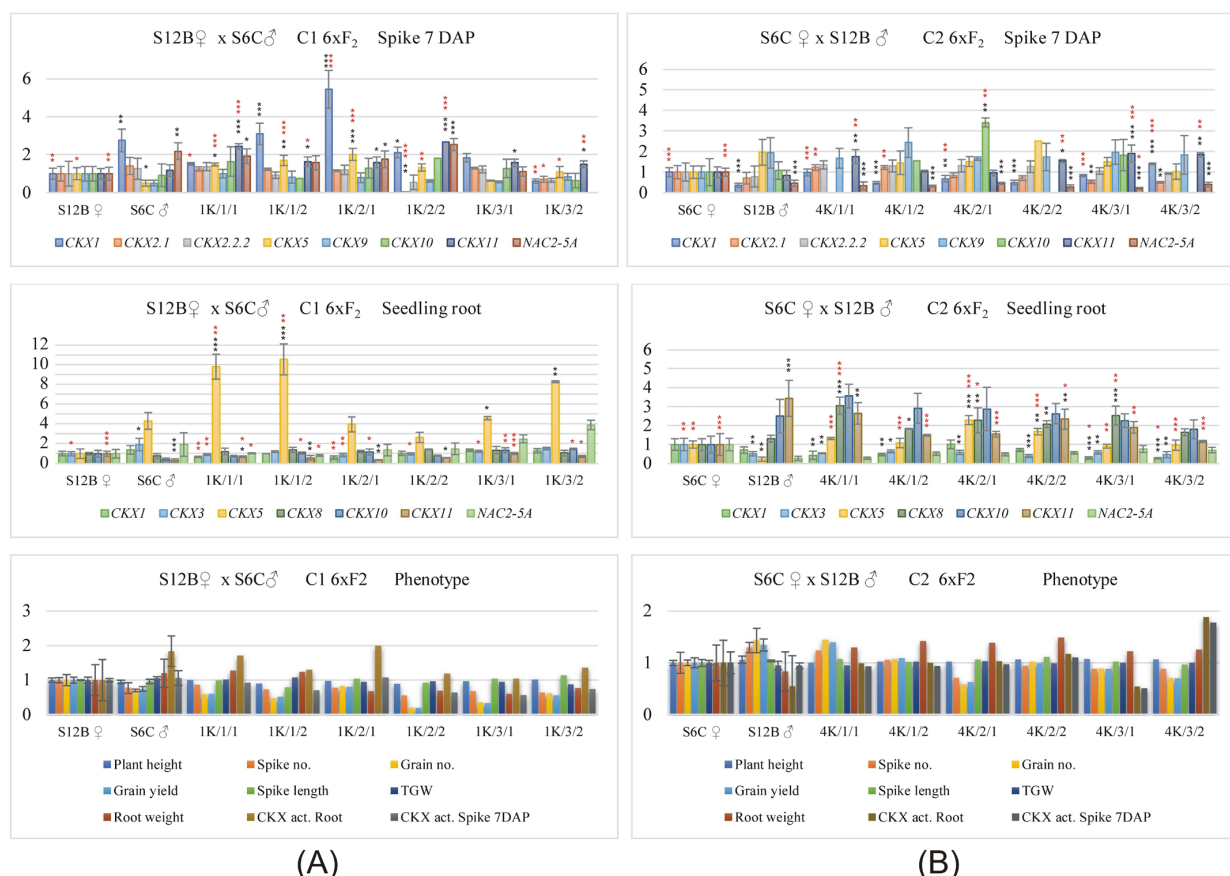 S12B♀ x S6C♂ C1 6xF₂ Spike 7 DAP
6
4
2
0
S12B ♀ S6C ♂ 1K/1/1 1K/1/2 1K/2/1 1K/2/2 1K/3/1 1K/3/2
CKX1 CKX2.1 CKX2.2.2 CKX5 CKX9 CKX10 CKX11 NAC2-5A
S12B♀ x S6C♂ C1 6xF₂ Seedling root
12
10
8
6
4
2
0
S12B ♀ S6C ♂ 1K/1/1 1K/1/2 1K/2/1 1K/2/2 1K/3/1 1K/3/2
CKX1 CKX3 CKX5 CKX8 CKX10 CKX11 NAC2-5A
S12B♀ x S6C♂ C1 6xF2 Phenotype
3
2
1
0
S12B ♀ S6C ♂ 1K/1/1 1K/1/2 1K/2/1 1K/2/2 1K/3/1 1K/3/2
Plant height Spike no. Grain no.
Grain yield Spike length TGW
Root weight CKX act. Root CKX act. Spike 7DAP
(A)
S6C ♀ x S12B ♂ C2 6xF₂ Spike 7 DAP
6
5
4
3
2
1
0
S6C ♀ S12B ♂ 4K/1/1 4K/1/2 4K/2/1 4K/2/2 4K/3/1 4K/3/2
CKX1 CKX2.1 CKX2.2.2 CKX5 CKX9 CKX10 CKX11 NAC2-5A
S6C ♀ x S12B ♂ C2 6xF₂ Seedling root
6
5
4
3
2
1
0
S6C ♀ S12B ♂ 4K/1/1 4K/1/2 4K/2/1 4K/2/2 4K/3/1 4K/3/2
CKX1 CKX3 CKX5 CKX8 CKX10 CKX11 NAC2-5A
S6C ♀ x S12B ♂ C2 6xF2 Phenotype
2
1
0
S6C ♀ S12B ♂ 4K/1/1 4K/1/2 4K/2/1 4K/2/2 4K/3/1 4K/3/2
Plant height Spike no. Grain no.
Grain yield Spike length TGW
Root weight CKX act. Root CKX act. Spike 7DAP
(B)